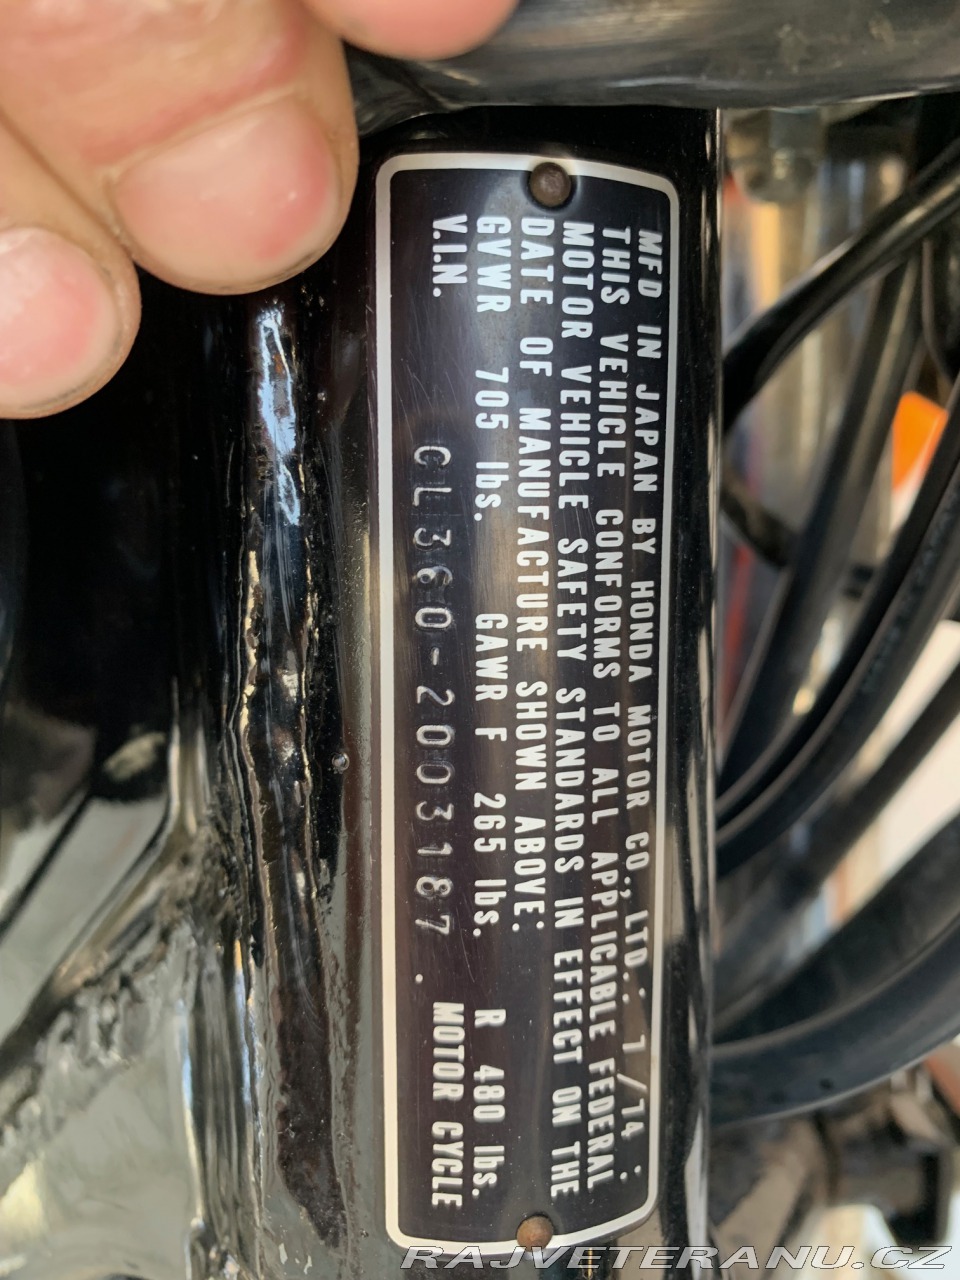 MFD IN JAPAN BY HONDA MOTOR CO., LTD.: 7/74 :
THIS VEHICLE CONFORMS TO ALL APPLICABLE FEDERAL
MOTOR VEHICLE SAFETY STANDARDS IN EFFECT ON THE
DATE OF MANUFACTURE SHOWN ABOVE:
GVWR 705 lbs. GAWR F 265 lbs. R 480 lbs.
V.I.N. CL360-2003187. MOTOR CYCLE
RAJVETERANU.CZ